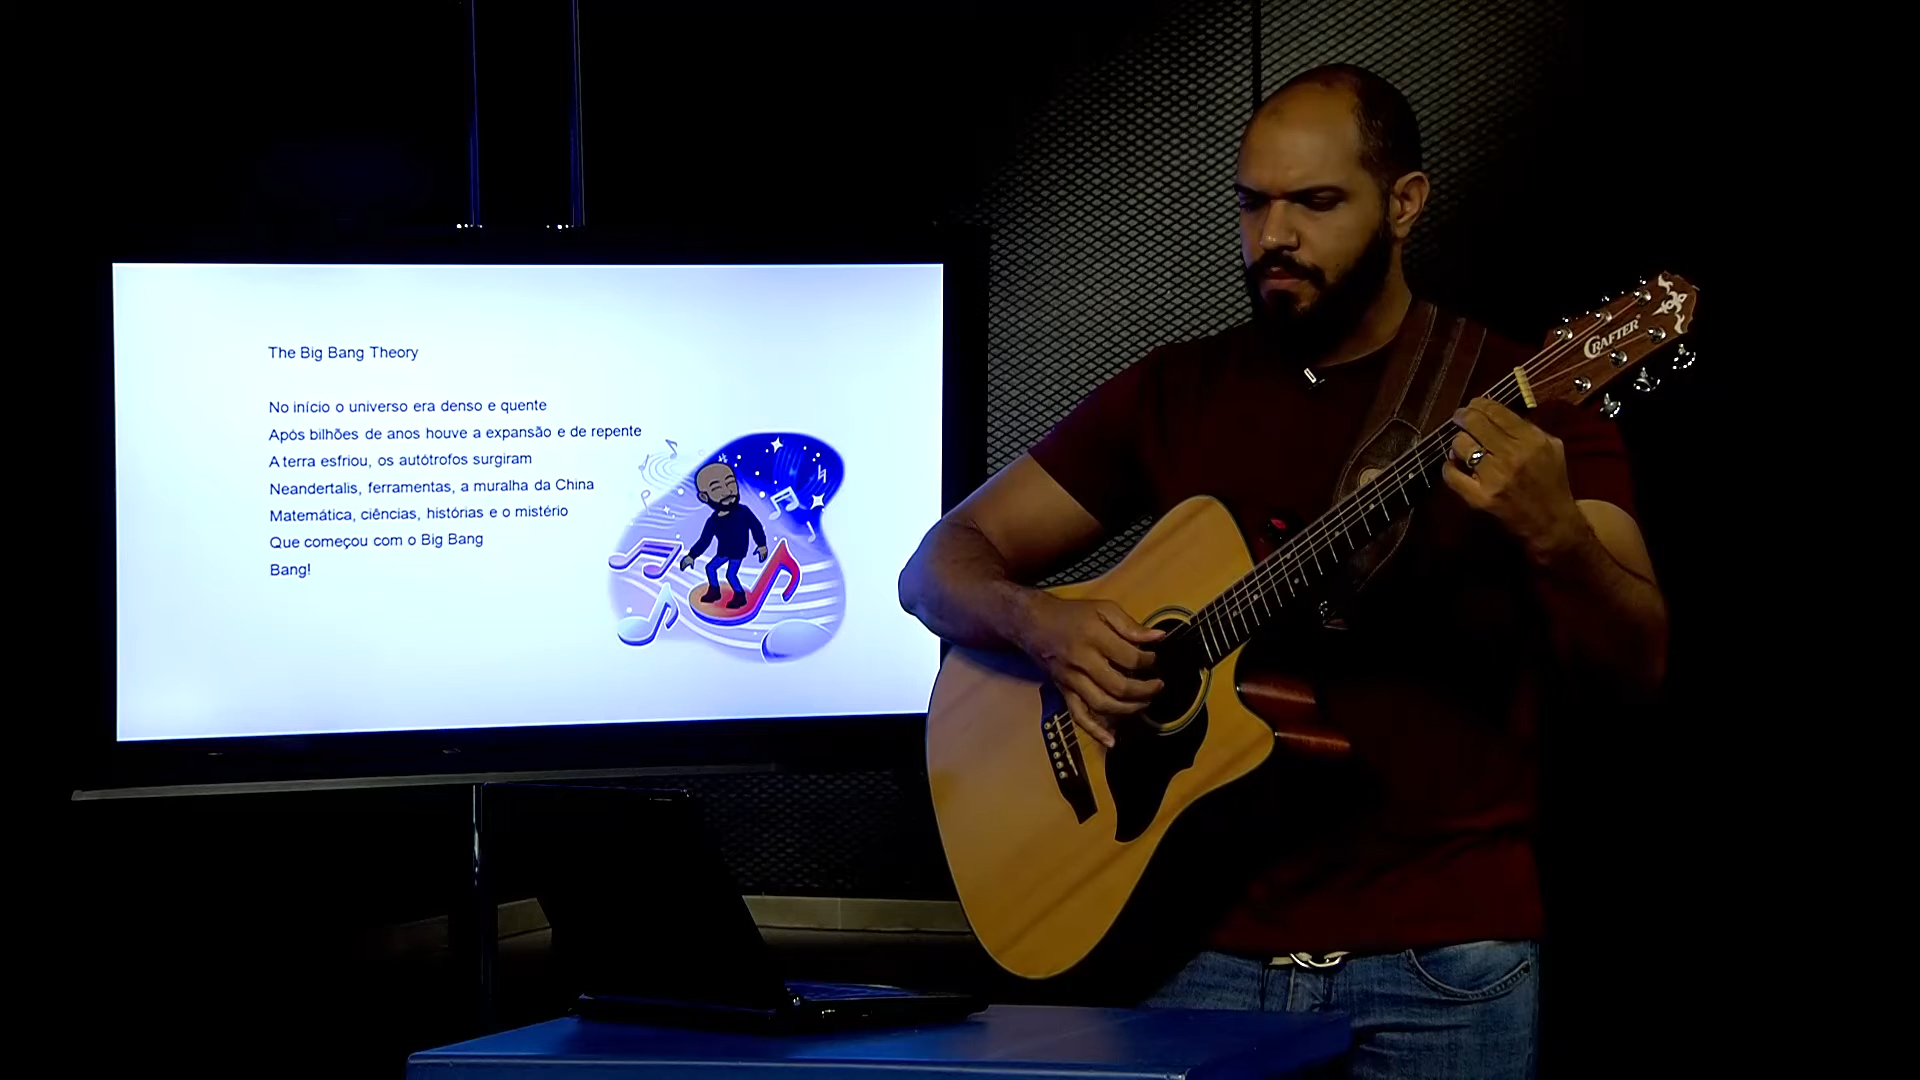 The Big Bang Theory
No início o universo era denso e quente
Após bilhões de anos houve a expansão e de repente
A terra esfriou, os autótrofos surgiram
Neandertalis, ferramentas, a muralha da China
Matemática, ciências, histórias e o mistério
Que começou com o Big Bang
Bang!
CRAFTER